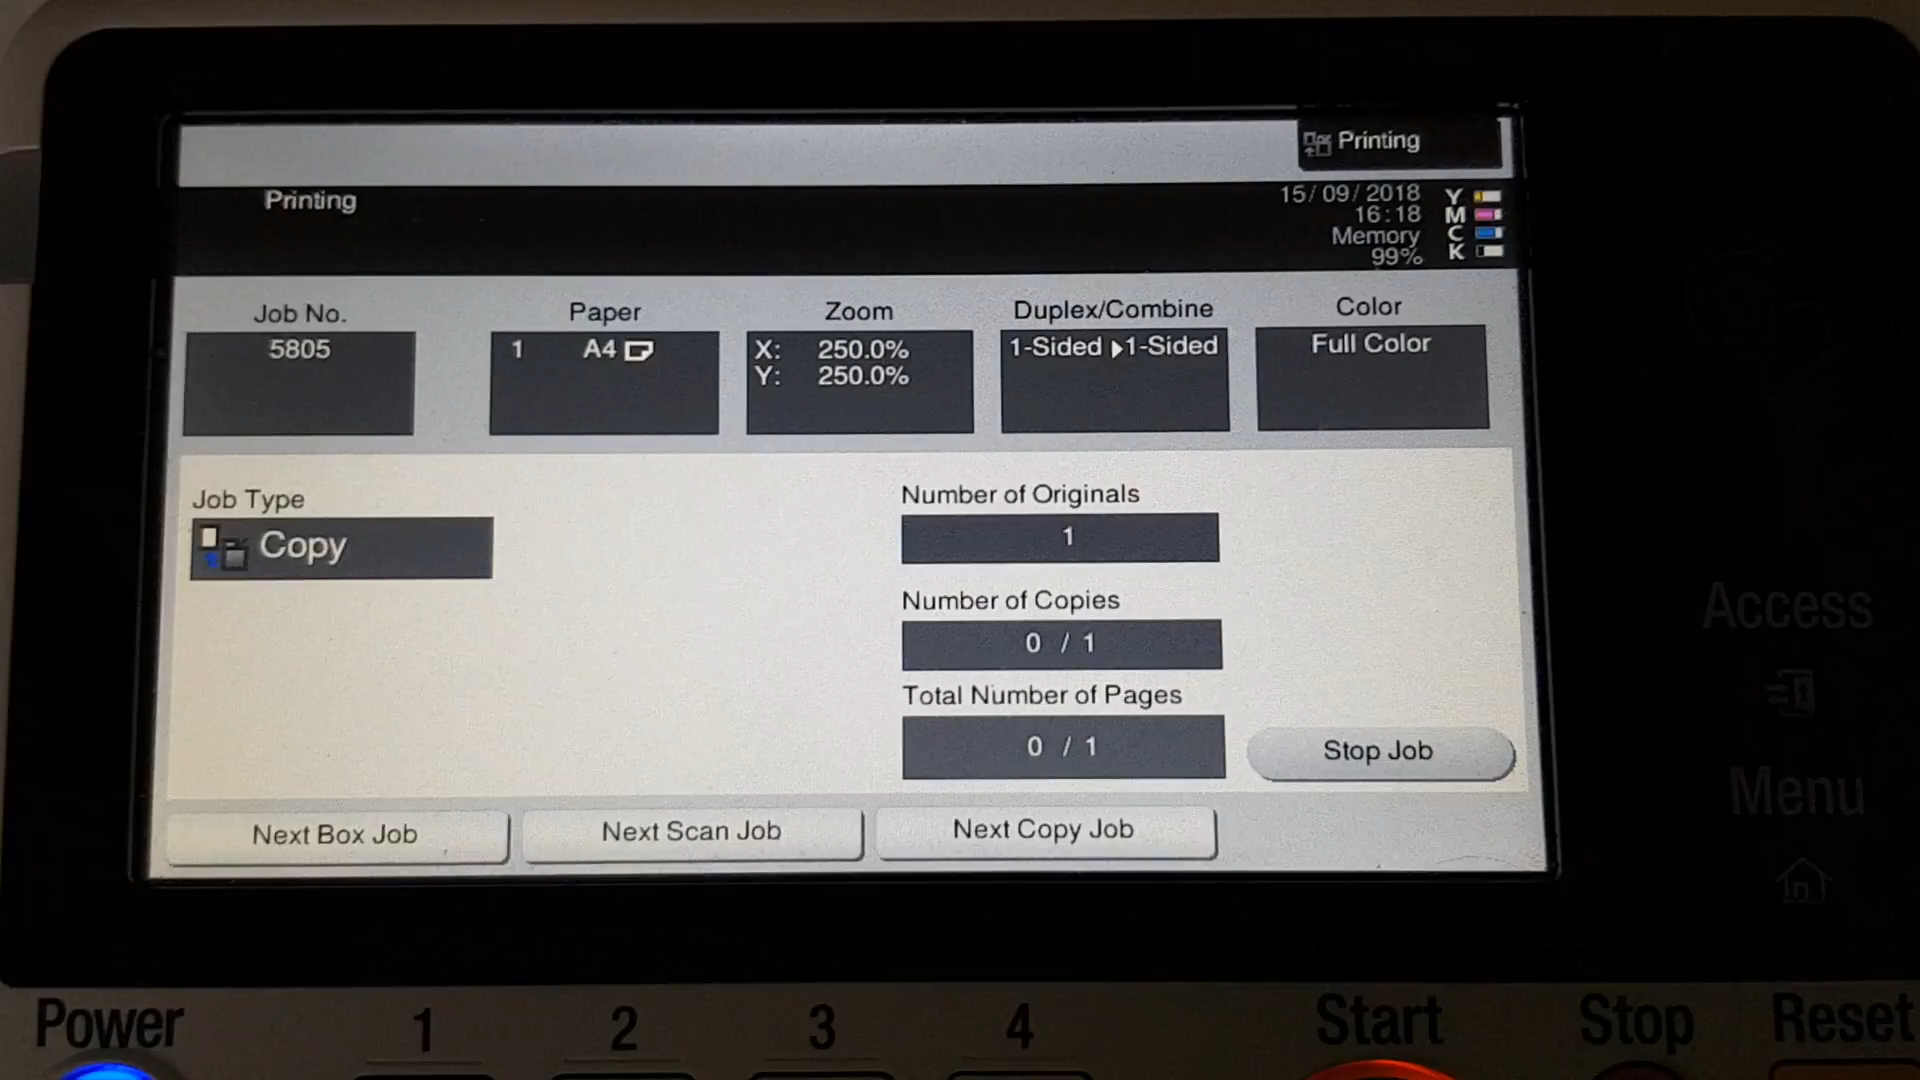 Printing
Printing
15/09/2018
16:18
Memory
99%
Y
M
C
K
Job No.
5805
Paper
1 A4
Zoom
X: 250.0%
Y: 250.0%
Duplex/Combine
1-Sided ▶ 1-Sided
Color
Full Color
Job Type
Copy
Number of Originals
1
Number of Copies
0 / 1
Total Number of Pages
0 / 1
Stop Job
Next Box Job
Next Scan Job
Next Copy Job
Access
Menu
Power
1
2
3
4
Start
Stop
Reset